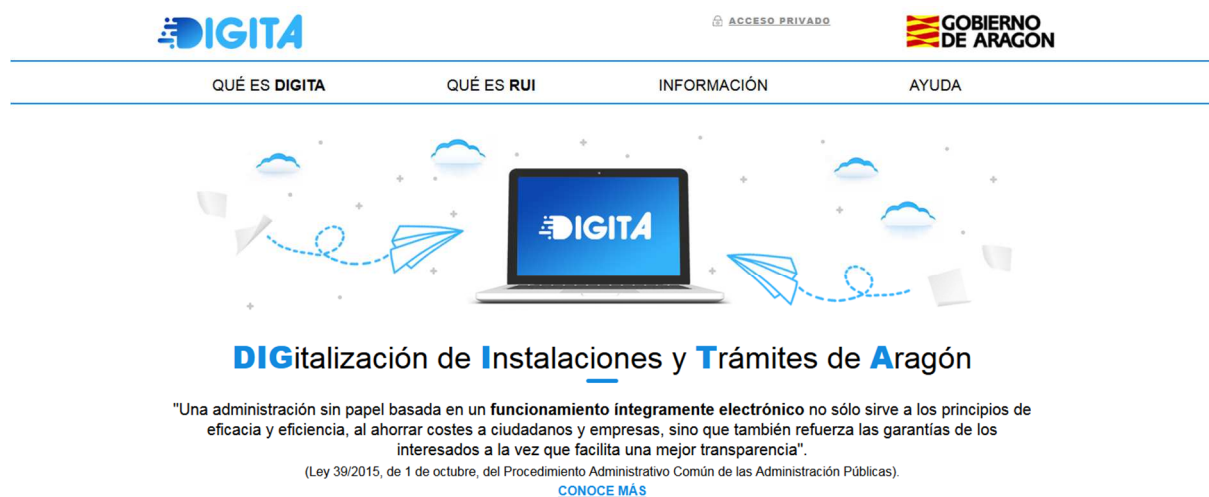 DIGITA
ACCESO PRIVADO
GOBIERNO
DE ARAGON
QUÉ ES DIGITA
QUÉ ES RUI
INFORMACIÓN
AYUDA
DIGITA
DIGitalización de Instalaciones y Trámites de Aragón
"Una administración sin papel basada en un funcionamiento íntegramente electrónico no sólo sirve a los principios de
eficacia y eficiencia, al ahorrar costes a ciudadanos y empresas, sino que también refuerza las garantías de los
interesados a la vez que facilita una mejor transparencia".
(Ley 39/2015, de 1 de octubre, del Procedimiento Administrativo Común de las Administración Públicas).
CONOCE MÁS